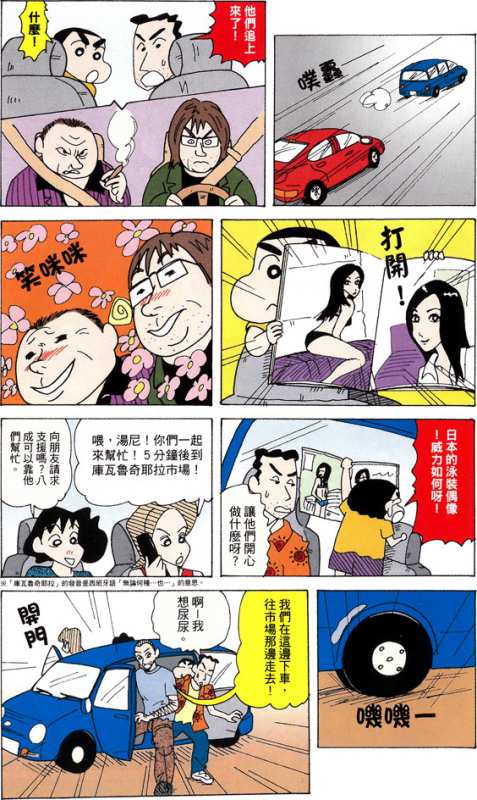 噗轟
他們追上
來了！
什麼！
打開！
笑咪咪
日本的泳裝偶像
！威力如何呀！
讓他們開心
做什麼呀？
喂，湯尼！你們一起
來幫忙！5分鐘後到
庫瓦魯奇耶拉市場！
向朋友請求
支援嗎？八
成可以靠他
們幫忙。
※「庫瓦魯奇耶拉」的發音是西班牙語「無論何種…也…」的意思。
嘰嘰—
我們在這邊下車，
往市場那邊走去！
啊—我
想尿尿。
開門